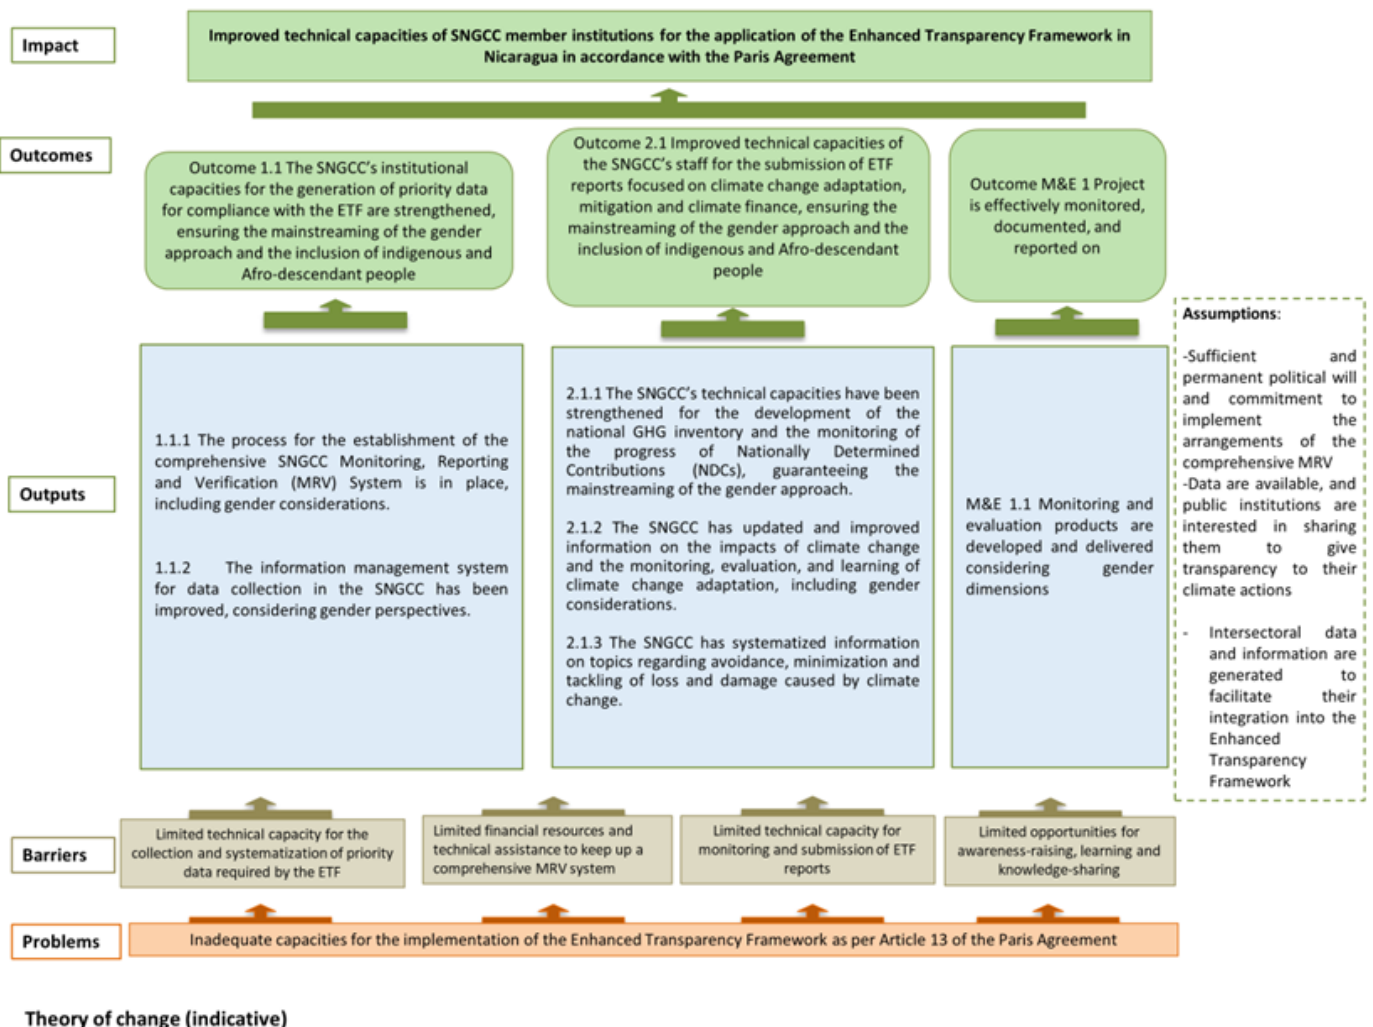 Impact
Improved technical capacities of SNGCC member institutions for the application of the Enhanced Transparency Framework in
Nicaragua in accordance with the Paris Agreement
Outcomes
Outcome 1.1 The SNGCC's institutional
capacities for the generation of priority data
for compliance with the ETF are strengthened,
ensuring the mainstreaming of the gender
approach and the inclusion of indigenous and
Afro-descendant people
Outcome 2.1 Improved technical capacities of
the SNGCC's staff for the submission of ETF
reports focused on climate change adaptation,
mitigation and climate finance, ensuring the
mainstreaming of the gender approach and the
inclusion of indigenous and Afro-descendant
people
Outcome M&E 1 Project
is effectively monitored,
documented, and
reported on
Outputs
1.1.1 The process for the establishment of the
comprehensive SNGCC Monitoring, Reporting
and Verification (MRV) System is in place,
including gender considerations.
1.1.2 The information management system
for data collection in the SNGCC has been
improved, considering gender perspectives.
2.1.1 The SNGCC's technical capacities have been
strengthened for the development of the
national GHG inventory and the monitoring of
the progress of Nationally Determined
Contributions (NDCs), guaranteeing the
mainstreaming of the gender approach.
2.1.2 The SNGCC has updated and improved
information on the impacts of climate change
and the monitoring, evaluation, and learning of
climate change adaptation, including gender
considerations.
2.1.3 The SNGCC has systematized information
on topics regarding avoidance, minimization and
tackling of loss and damage caused by climate
change.
M&E 1.1 Monitoring and
evaluation products are
developed and delivered
considering gender
dimensions
Assumptions:
-Sufficient and
permanent political will
and commitment to
implement the
arrangements of the
comprehensive MRV
-Data are available, and
public institutions are
interested in sharing
them to give
transparency to their
climate actions
- Intersectoral data
and information are
generated to
facilitate their
integration into the
Enhanced
Transparency
Framework
Barriers
Limited technical capacity for the
collection and systematization of priority
data required by the ETF
Limited financial resources and
technical assistance to keep up a
comprehensive MRV system
Limited technical capacity for
monitoring and submission of ETF
reports
Limited opportunities for
awareness-raising, learning and
knowledge-sharing
Problems
Inadequate capacities for the implementation of the Enhanced Transparency Framework as per Article 13 of the Paris Agreement
Theory of change (indicative)